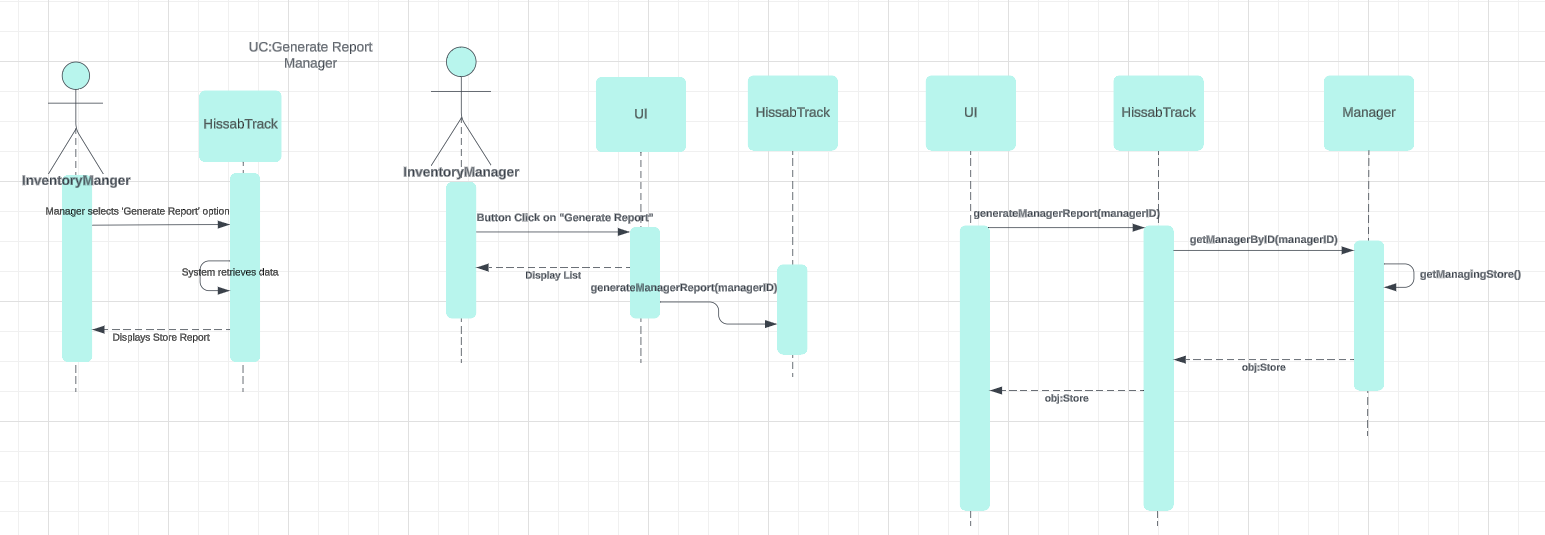 UC:Generate Report
Manager
HissabTrack
InventoryManger
Manager selects 'Generate Report' option
System retrieves data
Displays Store Report
UI
HissabTrack
InventoryManager
Button Click on "Generate Report"
Display List
generateManagerReport(managerID)
UI
HissabTrack
Manager
generateManagerReport(managerID)
getManagerByID(managerID)
getManagingStore()
obj:Store
obj:Store